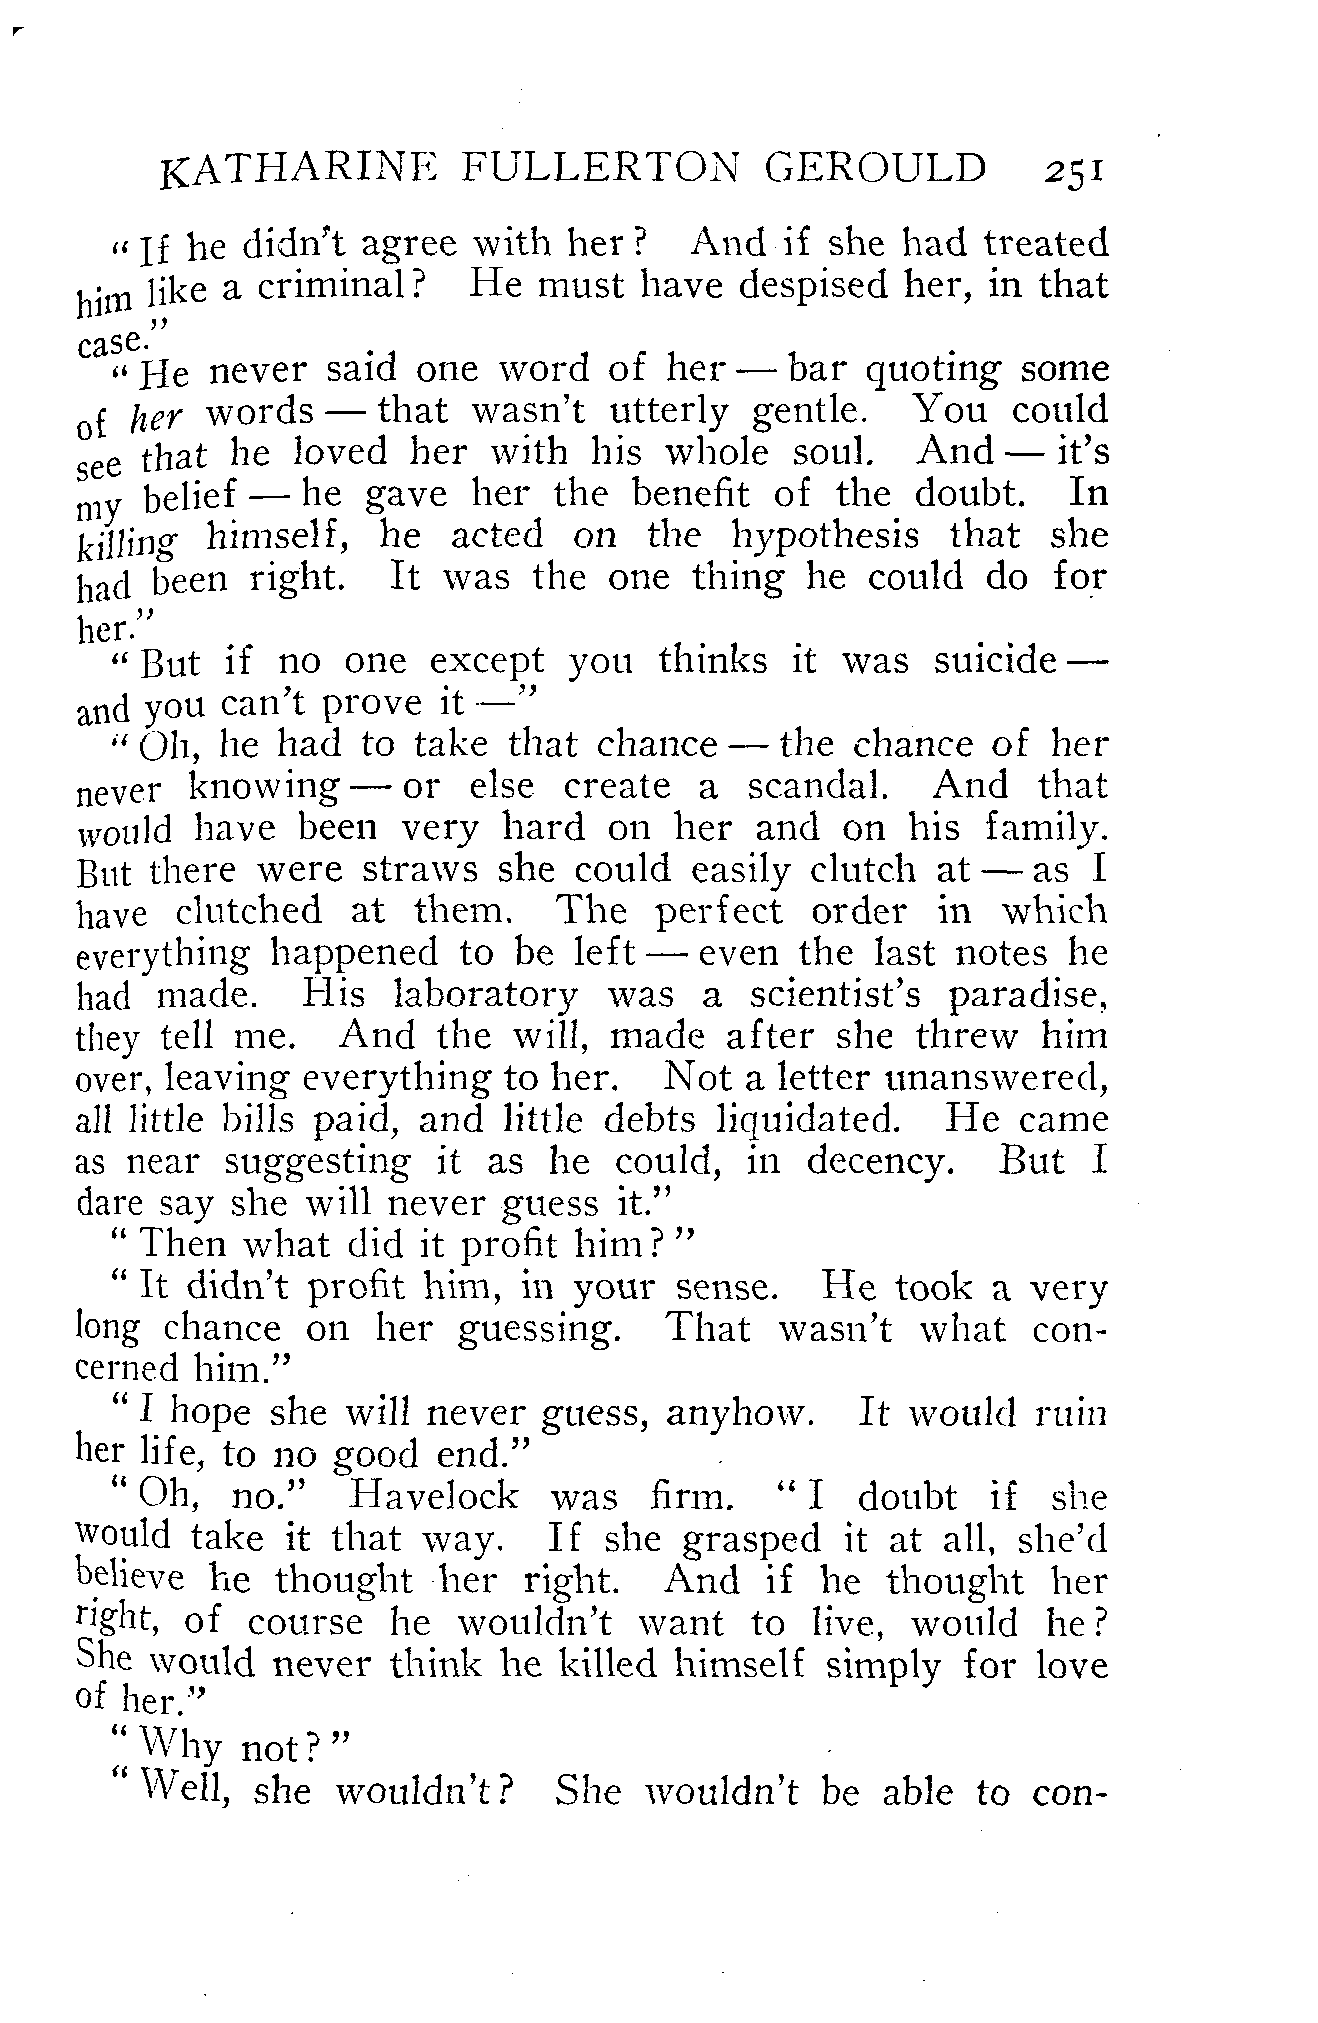 KATHARINE FULLERTON GEROULD 251
"If he didn't agree with her? And if she had treated
him like a criminal? He must have despised her, in that
case."
"He never said one word of her — bar quoting some
of her words — that wasn't utterly gentle. You could
see that he loved her with his whole soul. And — it's
my belief — he gave her the benefit of the doubt. In
killing himself, he acted on the hypothesis that she
had been right. It was the one thing he could do for
her."
"But if no one except you thinks it was suicide —
and you can't prove it —"
"Oh, he had to take that chance — the chance of her
never knowing — or else create a scandal. And that
would have been very hard on her and on his family.
But there were straws she could easily clutch at — as I
have clutched at them. The perfect order in which
everything happened to be left — even the last notes he
had made. His laboratory was a scientist's paradise,
they tell me. And the will, made after she threw him
over, leaving everything to her. Not a letter unanswered,
all little bills paid, and little debts liquidated. He came
as near suggesting it as he could, in decency. But I
dare say she will never guess it."
"Then what did it profit him?"
"It didn't profit him, in your sense. He took a very
long chance on her guessing. That wasn't what con-
cerned him."
"I hope she will never guess, anyhow. It would ruin
her life, to no good end."
"Oh, no." Havelock was firm. "I doubt if she
would take it that way. If she grasped it at all, she'd
believe he thought her right. And if he thought her
right, of course he wouldn't want to live, would he?
She would never think he killed himself simply for love
of her."
"Why not?"
"Well, she wouldn't? She wouldn't be able to con-